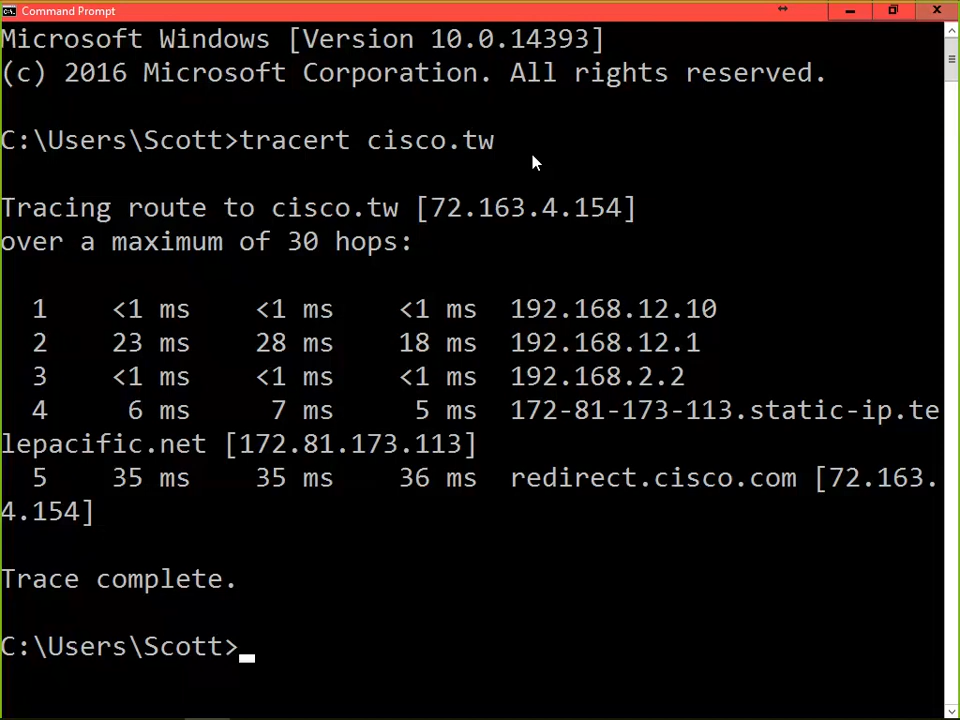 Command Prompt
Microsoft Windows [Version 10.0.14393]
(c) 2016 Microsoft Corporation. All rights reserved.
C:\Users\Scott>tracert cisco.tw
Tracing route to cisco.tw [72.163.4.154]
over a maximum of 30 hops:
1 <1 ms <1 ms <1 ms 192.168.12.10
2 23 ms 28 ms 18 ms 192.168.12.1
3 <1 ms <1 ms <1 ms 192.168.2.2
4 6 ms 7 ms 5 ms 172-81-173-113.static-ip.te
lepacific.net [172.81.173.113]
5 35 ms 35 ms 36 ms redirect.cisco.com [72.163.
4.154]
Trace complete.
C:\Users\Scott>